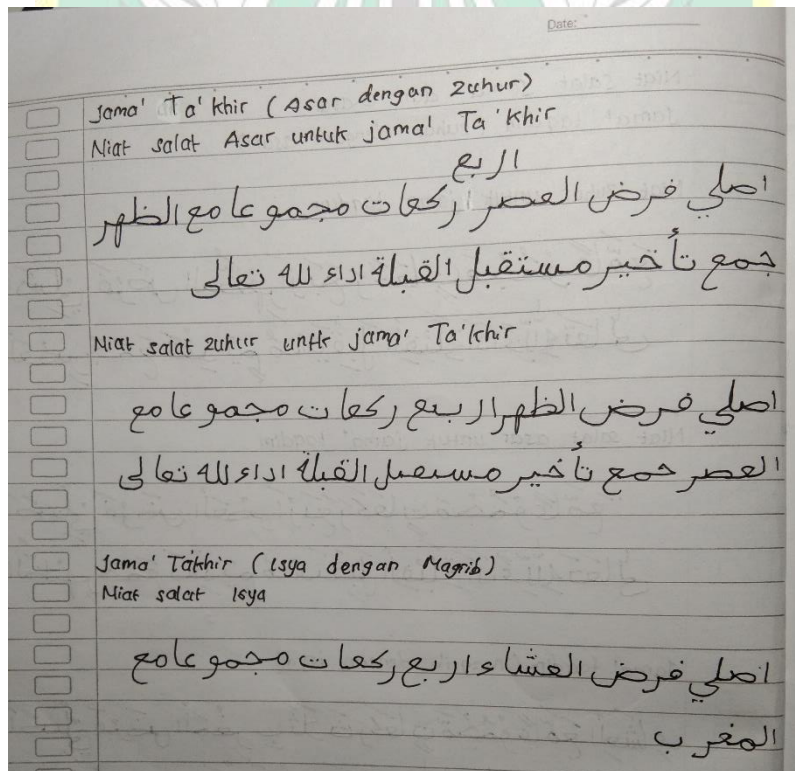 Date:
Jama' Ta'khir (Asar dengan Zuhur)
Niat salat Asar untuk jama' Ta'khir
اربع
اصلي فرض العصر اركعات مجموعا مع الظهر
جمع تأخير مستقبل القبلة اداء لله تعالى
Niat salat zuhur untk jama' Ta'khir
اصلي فرض الظهر اربع ركعات مجموعا مع
العصر جمع تأخير مستقبل القبلة اداء لله تعالى
Jama' Takhir (Isya dengan Magrib)
Niat salat Isya
اصلي فرض العشاء اربع ركعات مجموعا مع
المغرب